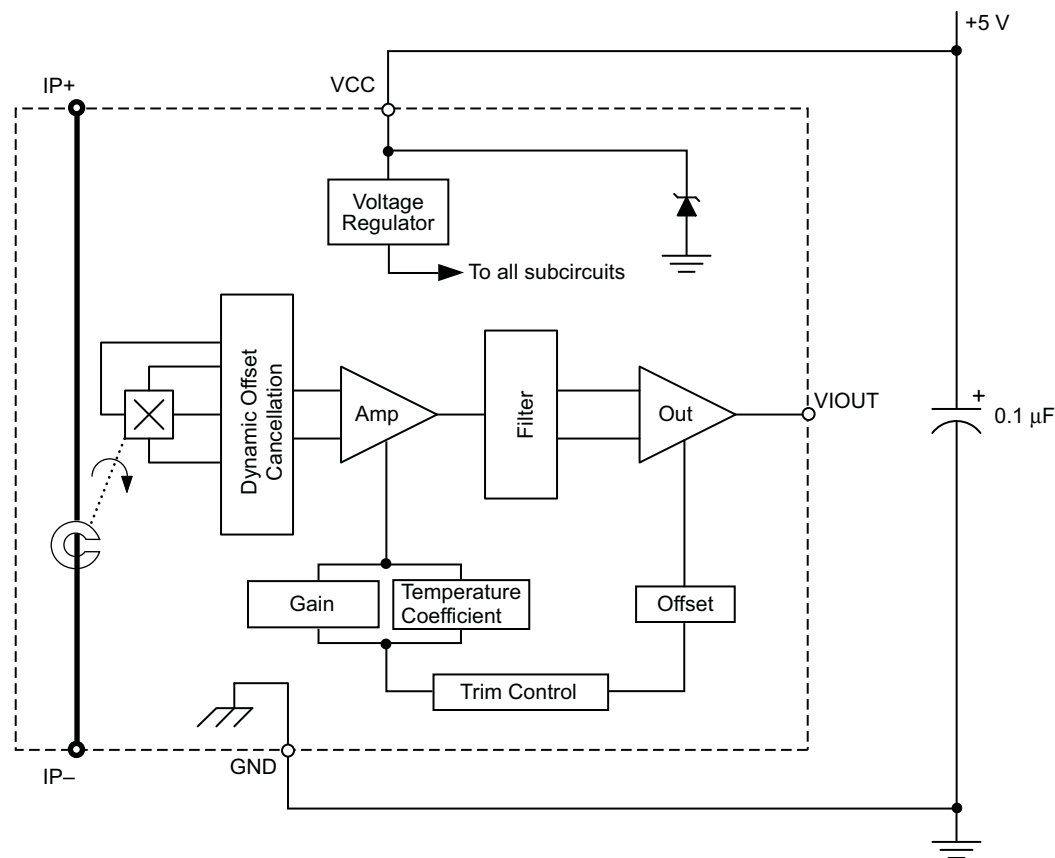 +5 V
IP+
VCC
Voltage
Regulator
To all subcircuits
Dynamic Offset
Cancellation
Amp
Filter
Out
VIOUT
+
0.1 μF
Gain
Temperature
Coefficient
Offset
Trim Control
GND
IP–